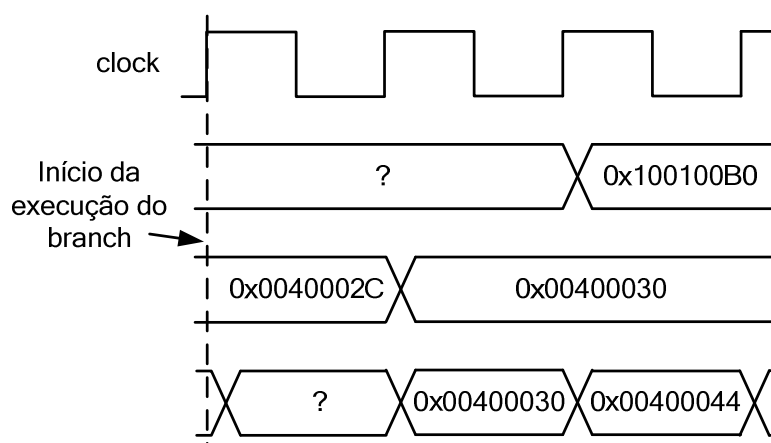 clock
?
0x100100B0
Início da
execução do
branch
0x0040002C
0x00400030
?
0x00400030
0x00400044